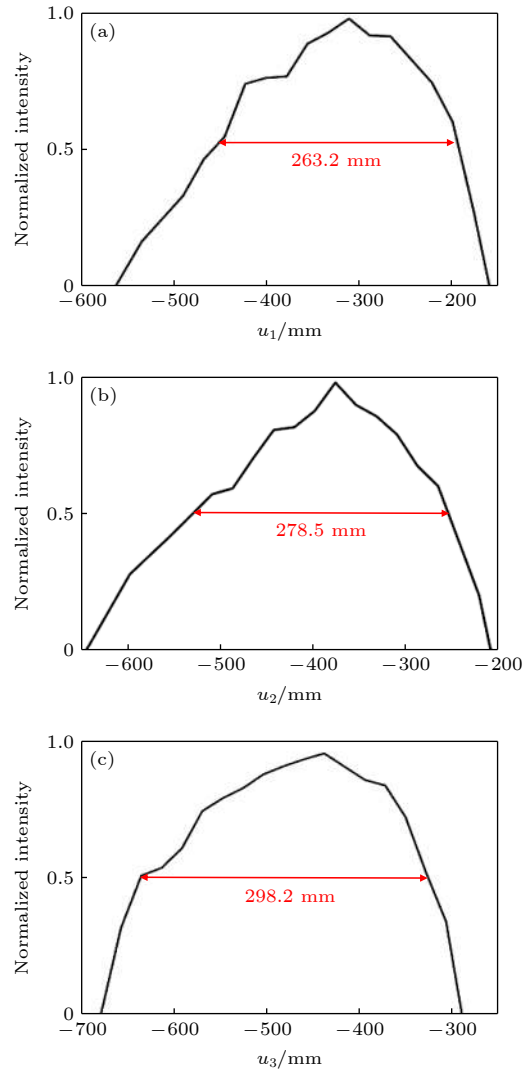 1.0
(a)
Normalized intensity
0.5
263.2 mm
0
−600 −500 −400 −300 −200
u₁/mm
1.0
(b)
Normalized intensity
0.5
278.5 mm
0
−600 −500 −400 −300 −200
u₂/mm
1.0
(c)
Normalized intensity
0.5
298.2 mm
0
−700 −600 −500 −400 −300
u₃/mm